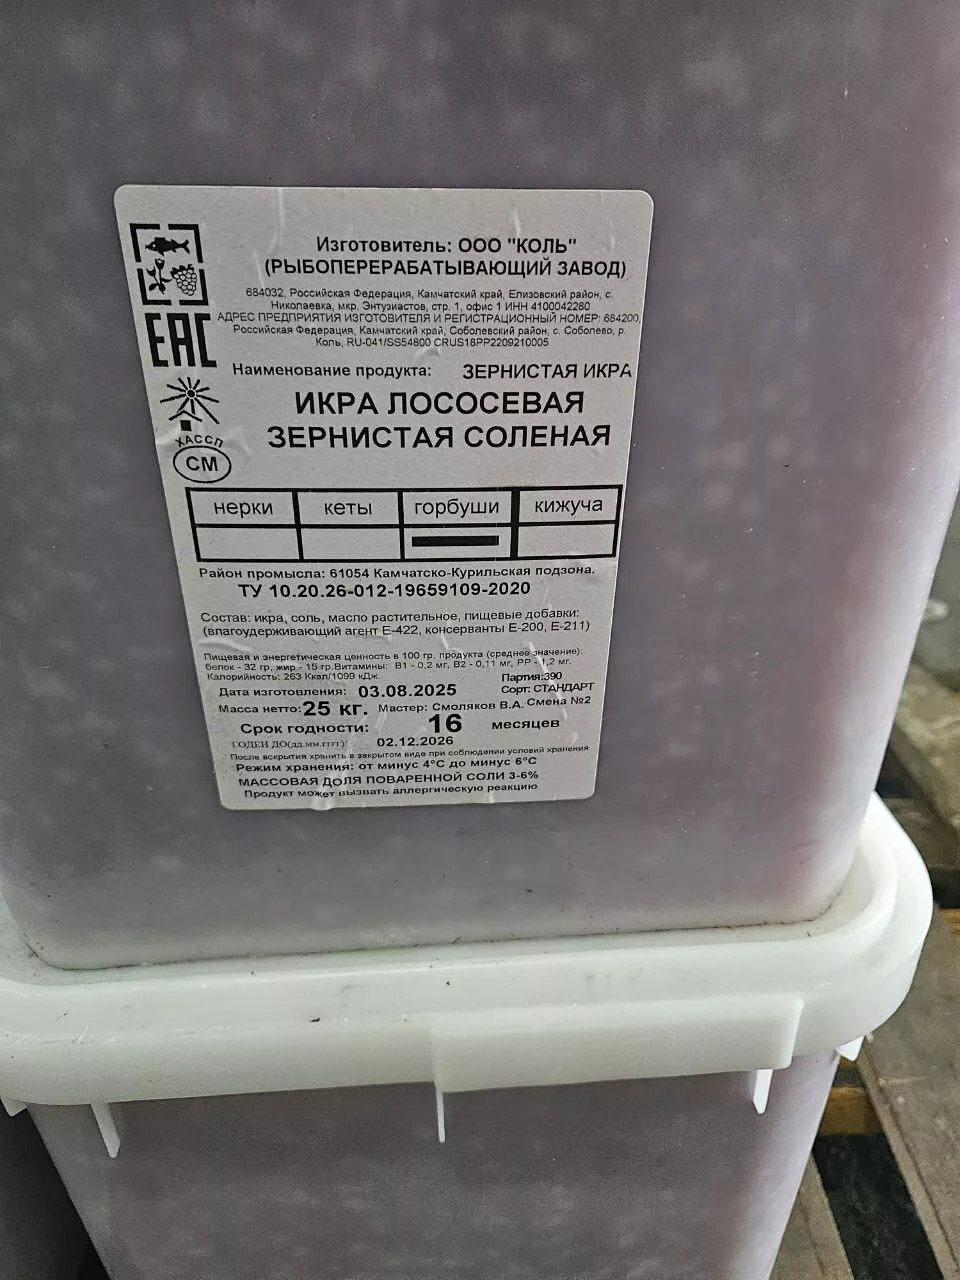 Изготовитель: ООО "КОЛЬ"
(РЫБОПЕРЕРАБАТЫВАЮЩИЙ ЗАВОД)
684032, Российская Федерация, Камчатский край, Елизовский район, с.
Николаевка, мкр. Энтузиастов, стр. 1, офис 1 ИНН 4100042280
АДРЕС ПРЕДПРИЯТИЯ ИЗГОТОВИТЕЛЯ И РЕГИСТРАЦИОННЫЙ НОМЕР: 684200,
Российская Федерация, Камчатский край, Соболевский район, с. Соболево, р.
Коль, RU-041/SS54800 CRUS18PP2209210005
EAC
Наименование продукта: ЗЕРНИСТАЯ ИКРА
ИКРА ЛОСОСЕВАЯ
ЗЕРНИСТАЯ СОЛЕНАЯ
ХАССП
СМ
нерки кеты горбуши кижуча
Район промысла: 61054 Камчатско-Курильская подзона.
ТУ 10.20.26-012-19659109-2020
Состав: икра, соль, масло растительное, пищевые добавки:
(влагоудерживающий агент Е-422, консерванты Е-200, Е-211)
Пищевая и энергетическая ценность в 100 гр. продукта (среднее значение):
белок - 32 гр, жир - 15 гр.Витамины: В1 - 0,2 мг, В2 - 0,11 мг, РР - 1,2 мг.
Калорийность: 263 Ккал/1099 кДж.
Партия:390
Дата изготовления: 03.08.2025 Сорт: СТАНДАРТ
Масса нетто: 25 кг. Мастер: Смоляков В.А. Смена №2
Срок годности: 16 месяцев
ГОДЕН ДО(дд.мм.гггг)/ 02.12.2026
После вскрытия хранить в закрытом виде при соблюдении условий хранения
Режим хранения: от минус 4°С до минус 6°С
МАССОВАЯ ДОЛЯ ПОВАРЕННОЙ СОЛИ 3-6%
Продукт может вызвать аллергическую реакцию